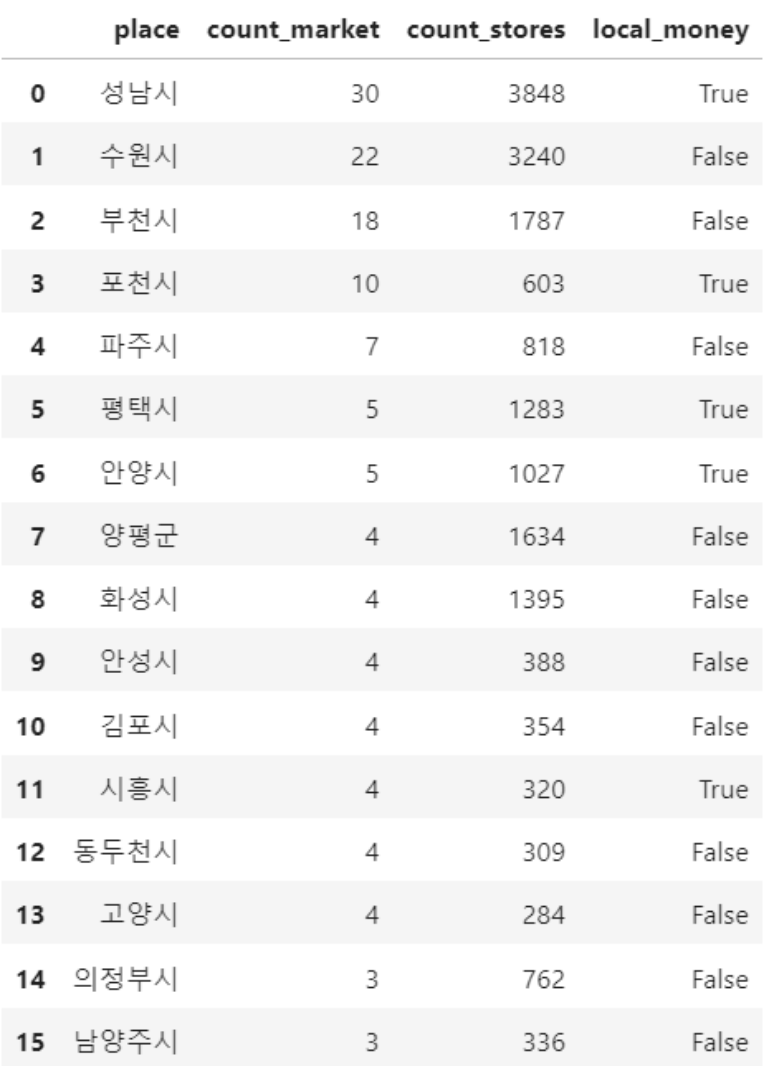 place count_market count_stores local_money
0 성남시 30 3848 True
1 수원시 22 3240 False
2 부천시 18 1787 False
3 포천시 10 603 True
4 파주시 7 818 False
5 평택시 5 1283 True
6 안양시 5 1027 True
7 양평군 4 1634 False
8 화성시 4 1395 False
9 안성시 4 388 False
10 김포시 4 354 False
11 시흥시 4 320 True
12 동두천시 4 309 False
13 고양시 4 284 False
14 의정부시 3 762 False
15 남양주시 3 336 False